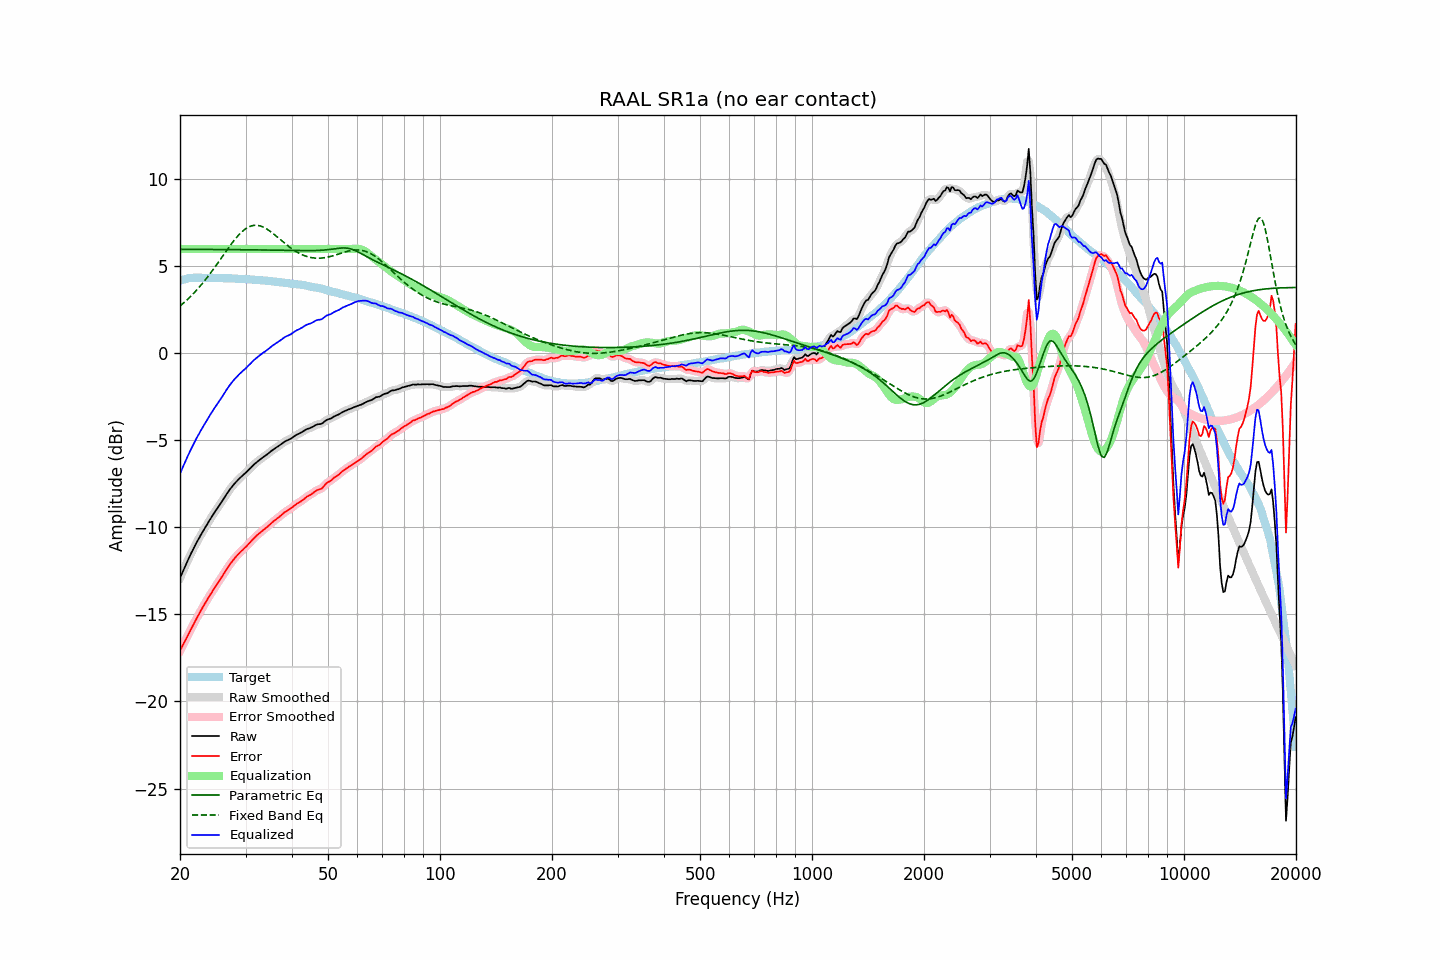 RAAL SR1a (no ear contact)
10
5
0
−5
−10
−15
−20
−25
Amplitude (dBr)
Target
Raw Smoothed
Error Smoothed
Raw
Error
Equalization
Parametric Eq
Fixed Band Eq
Equalized
20 50 100 200 500 1000 2000 5000 10000 20000
Frequency (Hz)